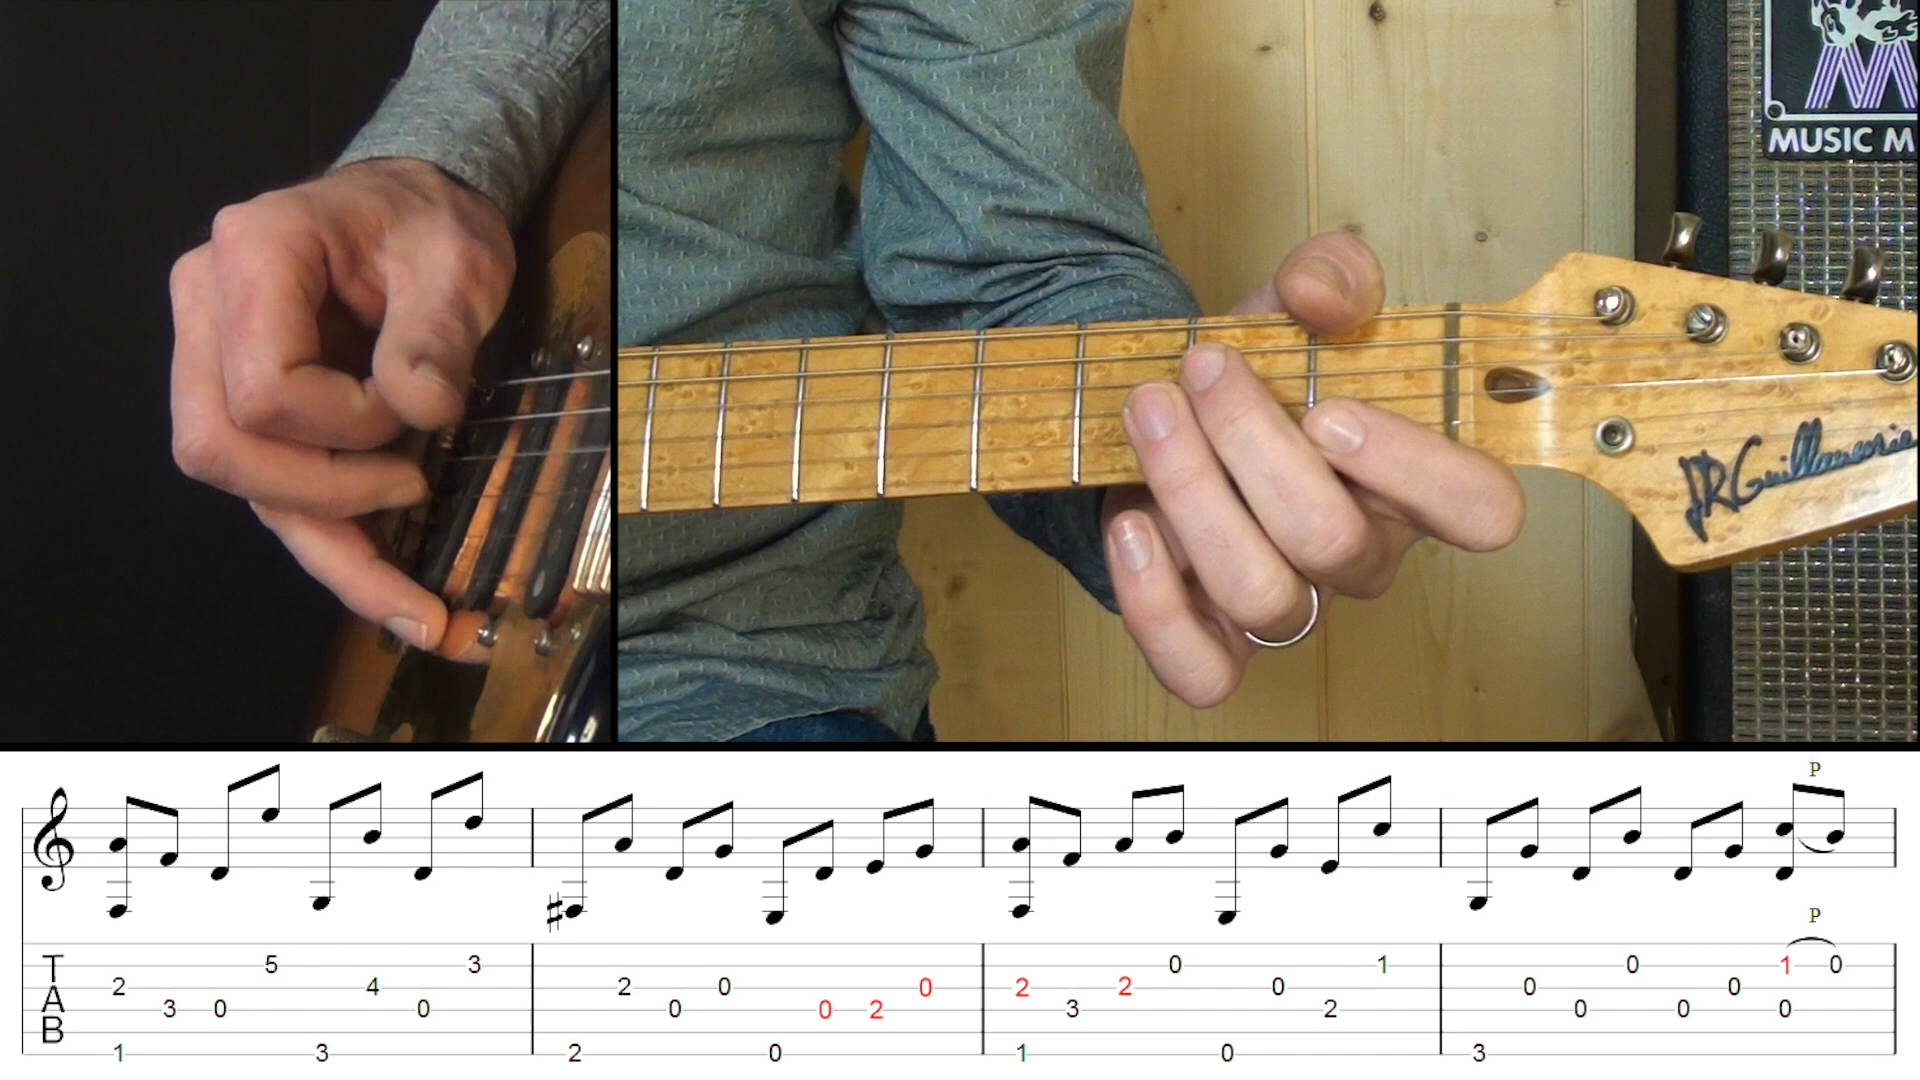 MUSIC M
JRGuillamerie
P
P
T
A
B
5 3 0 1 0 1 0
2 4 2 0 0 2 2 0 0 0
3 0 0 0 0 2 3 2 0 0 0
1 3 2 0 1 0 3